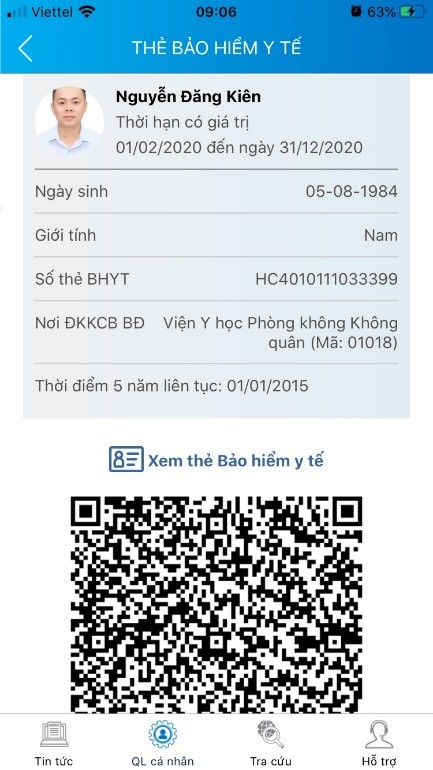 Viettel 09:06 63%
THẺ BẢO HIỂM Y TẾ
Nguyễn Đăng Kiên
Thời hạn có giá trị
01/02/2020 đến ngày 31/12/2020
Ngày sinh 05-08-1984
Giới tính Nam
Số thẻ BHYT HC4010111033399
Nơi ĐKKCB BĐ Viện Y học Phòng không Không
quân (Mã: 01018)
Thời điểm 5 năm liên tục: 01/01/2015
Xem thẻ Bảo hiểm y tế
Tin tức QL cá nhân Tra cứu Hỗ trợ